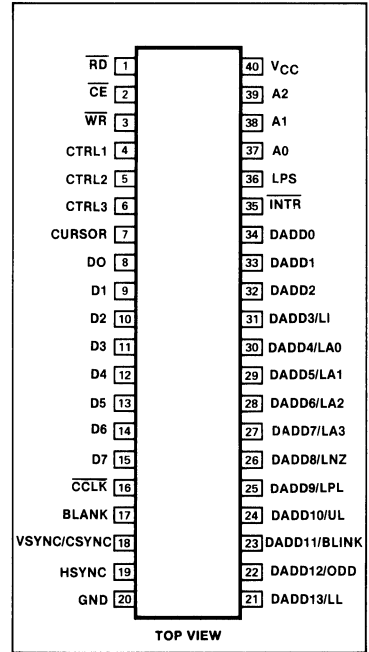 RD 1 40 VCC
CE 2 39 A2
WR 3 38 A1
CTRL1 4 37 A0
CTRL2 5 36 LPS
CTRL3 6 35 INTR
CURSOR 7 34 DADD0
DO 8 33 DADD1
D1 9 32 DADD2
D2 10 31 DADD3/LI
D3 11 30 DADD4/LA0
D4 12 29 DADD5/LA1
D5 13 28 DADD6/LA2
D6 14 27 DADD7/LA3
D7 15 26 DADD8/LNZ
CCLK 16 25 DADD9/LPL
BLANK 17 24 DADD10/UL
VSYNC/CSYNC 18 23 DADD11/BLINK
HSYNC 19 22 DADD12/ODD
GND 20 21 DADD13/LL
TOP VIEW